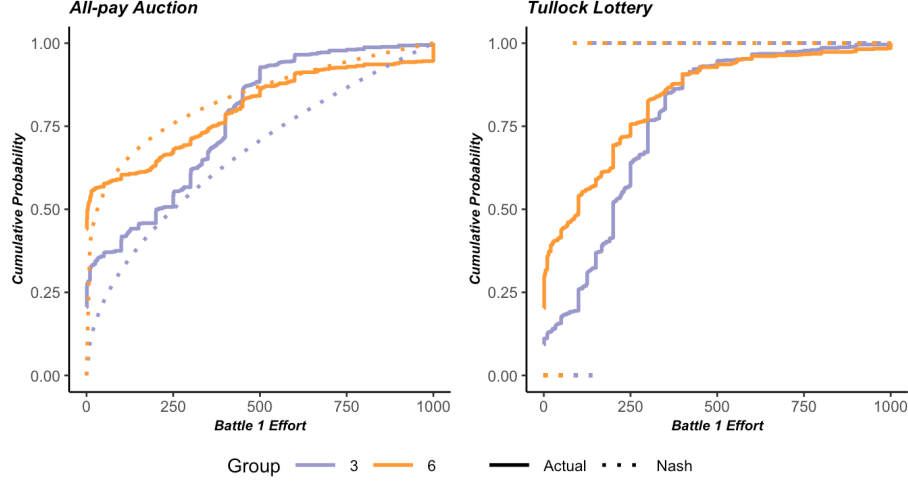 All-pay Auction
Tullock Lottery
1.00
0.75
0.50
0.25
0.00
Cumulative Probability
0
250
500
750
1000
Battle 1 Effort
1.00
0.75
0.50
0.25
0.00
Cumulative Probability
0
250
500
750
1000
Battle 1 Effort
Group 3 6 Actual Nash